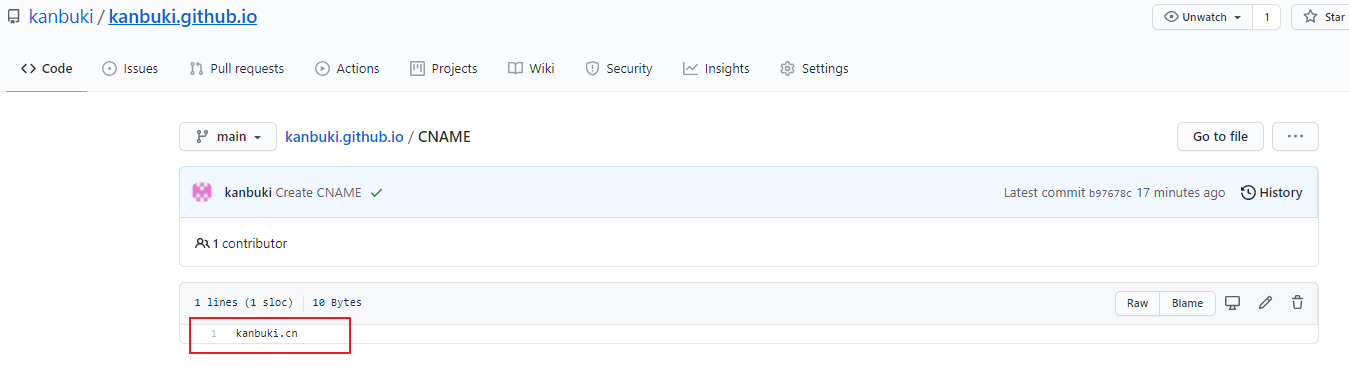 kanbuki / kanbuki.github.io
Unwatch 1 Star
Code Issues Pull requests Actions Projects Wiki Security Insights Settings
main kanbuki.github.io / CNAME Go to file ...
kanbuki Create CNAME Latest commit b97678c 17 minutes ago History
1 contributor
1 lines (1 sloc) 10 Bytes Raw Blame
1 kanbuki.cn